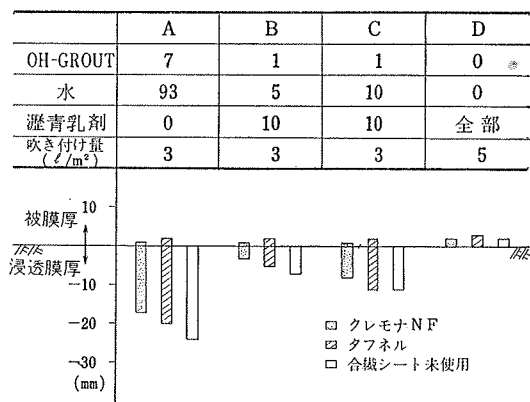 A B C D
OH-GROUT 7 1 1 0
水 93 5 10 0
瀝青乳剤 0 10 10 全部
吹き付け量 (ℓ/m²) 3 3 3 5
10
被膜厚
0
浸透膜厚
-10
-20
-30
(mm)
クレモナNF
タフネル
合繊シート未使用